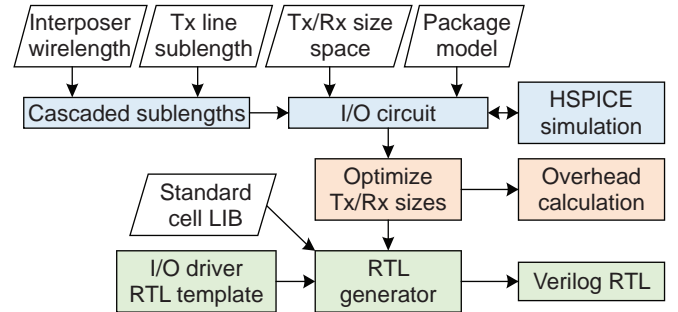 Interposer
wirelength
Tx line
sublength
Tx/Rx size
space
Package
model
Cascaded sublengths
I/O circuit
HSPICE
simulation
Standard
cell LIB
Optimize
Tx/Rx sizes
Overhead
calculation
I/O driver
RTL template
RTL
generator
Verilog RTL